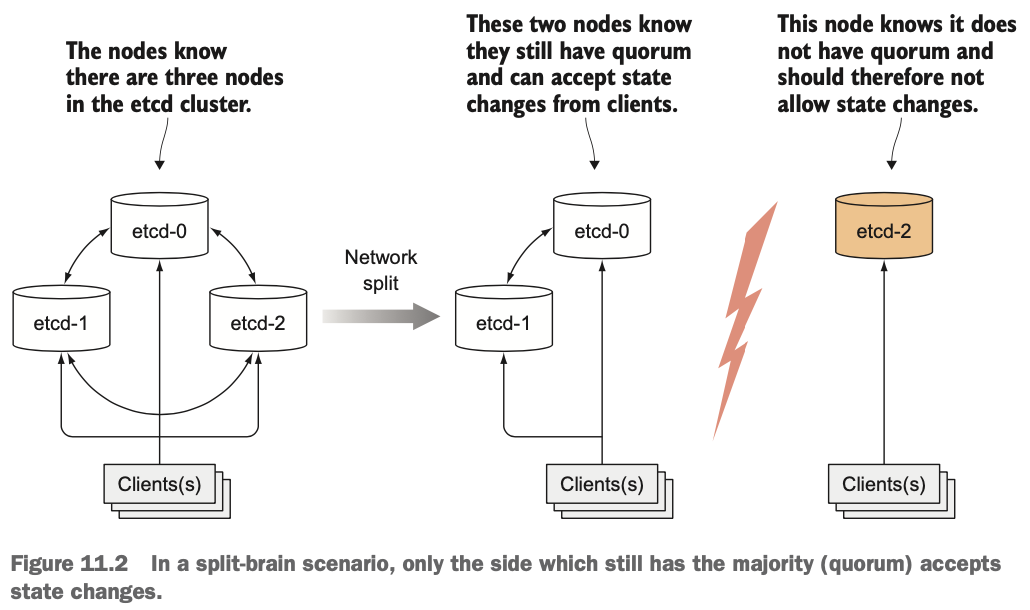 The nodes know
there are three nodes
in the etcd cluster.
These two nodes know
they still have quorum
and can accept state
changes from clients.
This node knows it does
not have quorum and
should therefore not
allow state changes.
etcd-0
etcd-1
etcd-2
Clients(s)
Network
split
etcd-0
etcd-1
Clients(s)
etcd-2
Clients(s)
Figure 11.2 In a split-brain scenario, only the side which still has the majority (quorum) accepts
state changes.